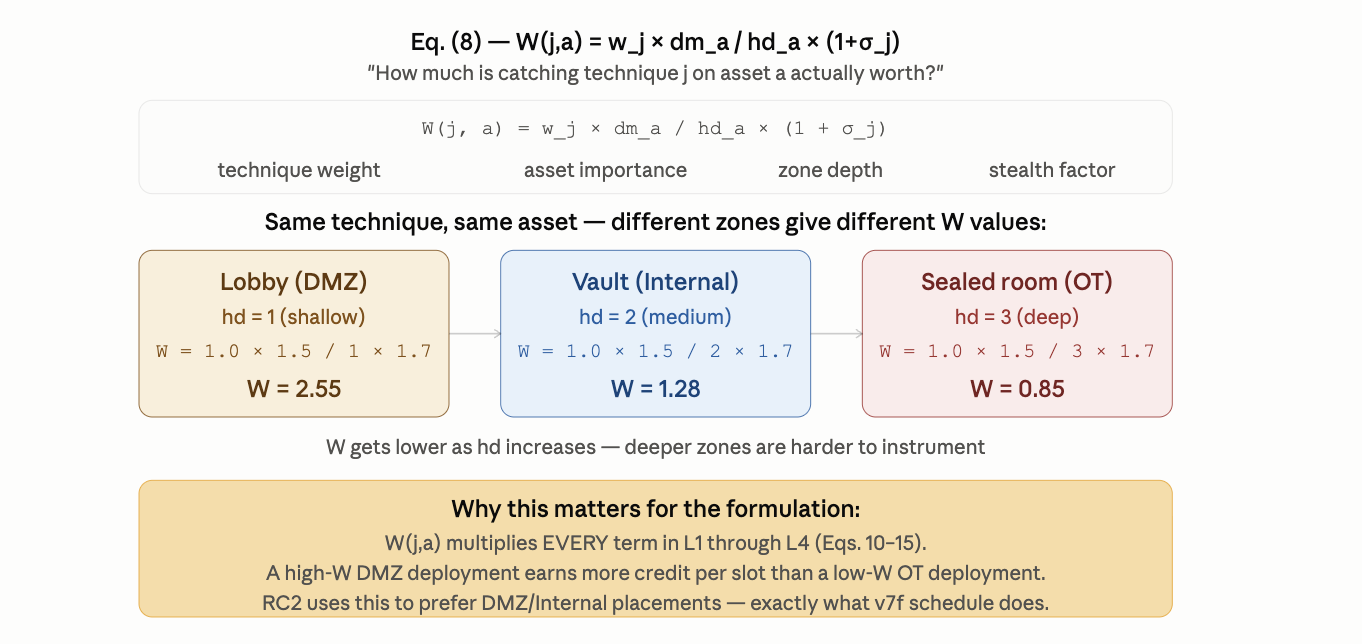 Eq. (8) — W(j,a) = w_j × dm_a / hd_a × (1+σ_j)
"How much is catching technique j on asset a actually worth?"
W(j, a) = w_j × dm_a / hd_a × (1 + σ_j)
technique weight asset importance zone depth stealth factor
Same technique, same asset — different zones give different W values:
Lobby (DMZ)
hd = 1 (shallow)
W = 1.0 × 1.5 / 1 × 1.7
W = 2.55
Vault (Internal)
hd = 2 (medium)
W = 1.0 × 1.5 / 2 × 1.7
W = 1.28
Sealed room (OT)
hd = 3 (deep)
W = 1.0 × 1.5 / 3 × 1.7
W = 0.85
W gets lower as hd increases — deeper zones are harder to instrument
Why this matters for the formulation:
W(j,a) multiplies EVERY term in L1 through L4 (Eqs. 10–15).
A high-W DMZ deployment earns more credit per slot than a low-W OT deployment.
RC2 uses this to prefer DMZ/Internal placements — exactly what v7f schedule does.